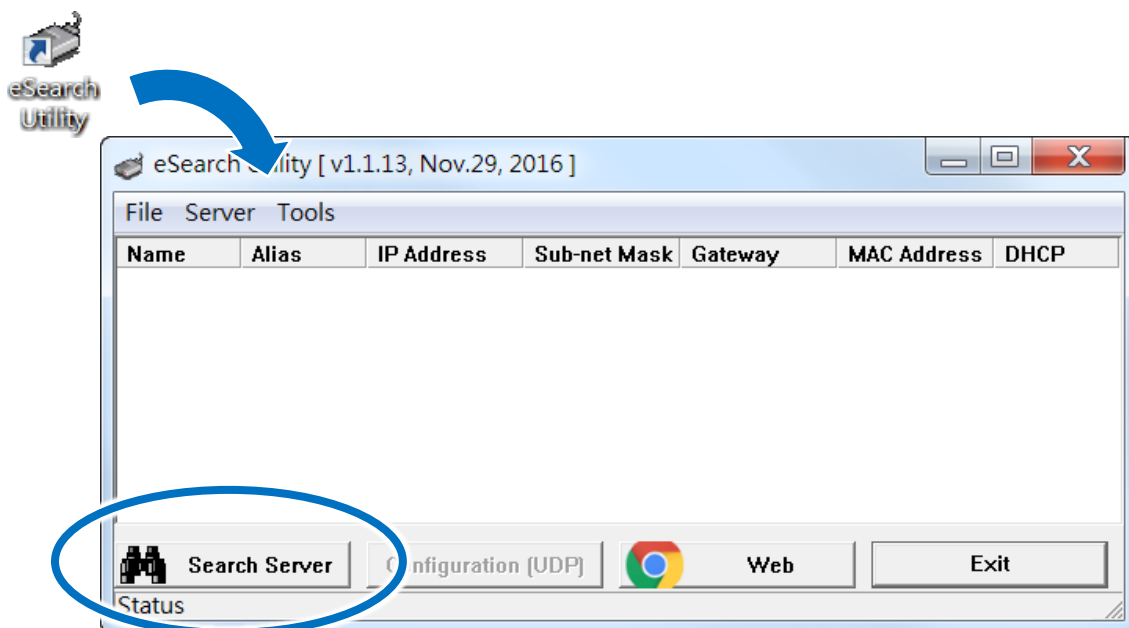 eSearch
Utility
eSearch Utility [ v1.1.13, Nov.29, 2016 ]
File Server Tools
Name Alias IP Address Sub-net Mask Gateway MAC Address DHCP
Search Server Configuration (UDP) Web Exit
Status